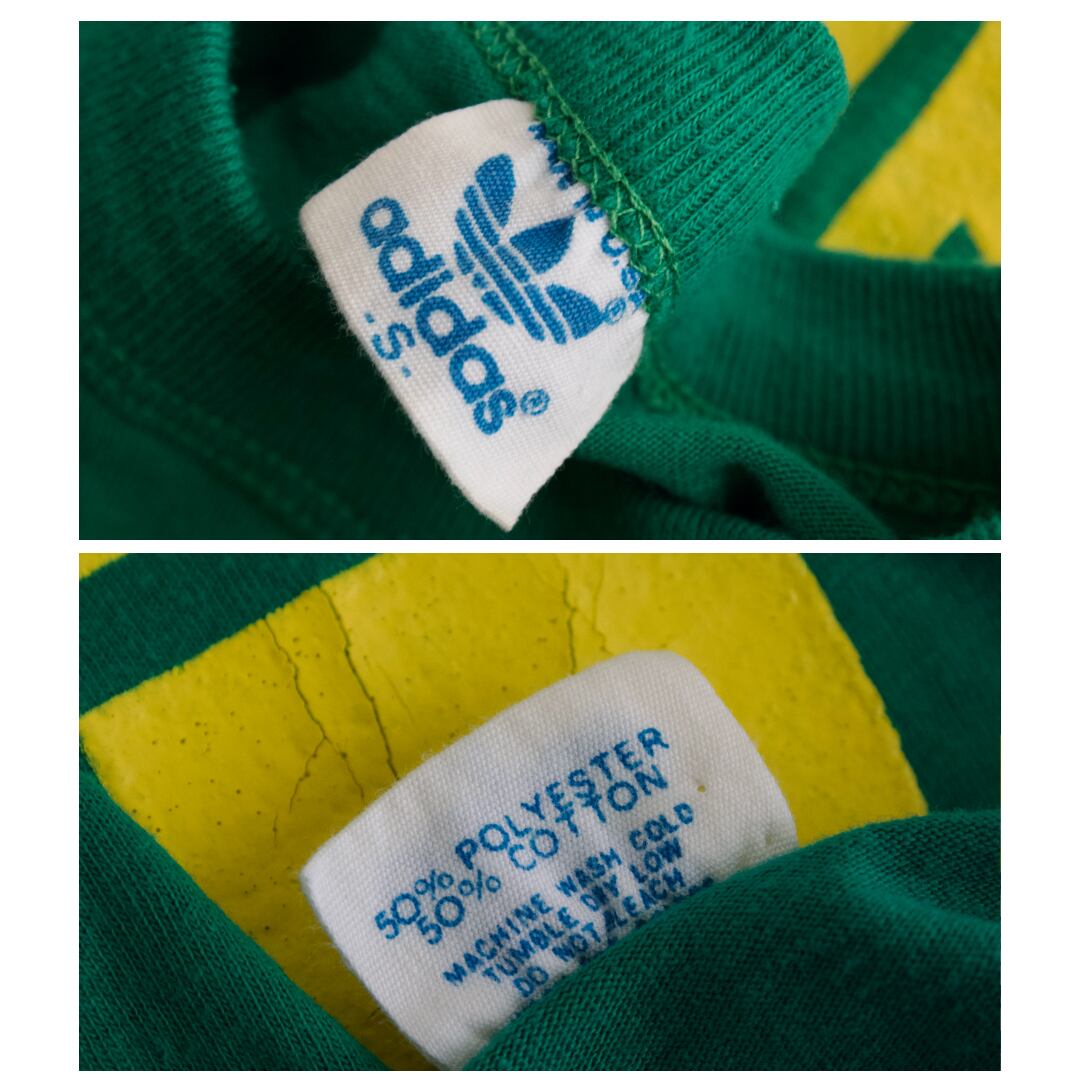 adidas®
-S-
50% POLYESTER
50% COTTON
MACHINE WASH COLD
TUMBLE DRY LOW
DO NOT BLEACH